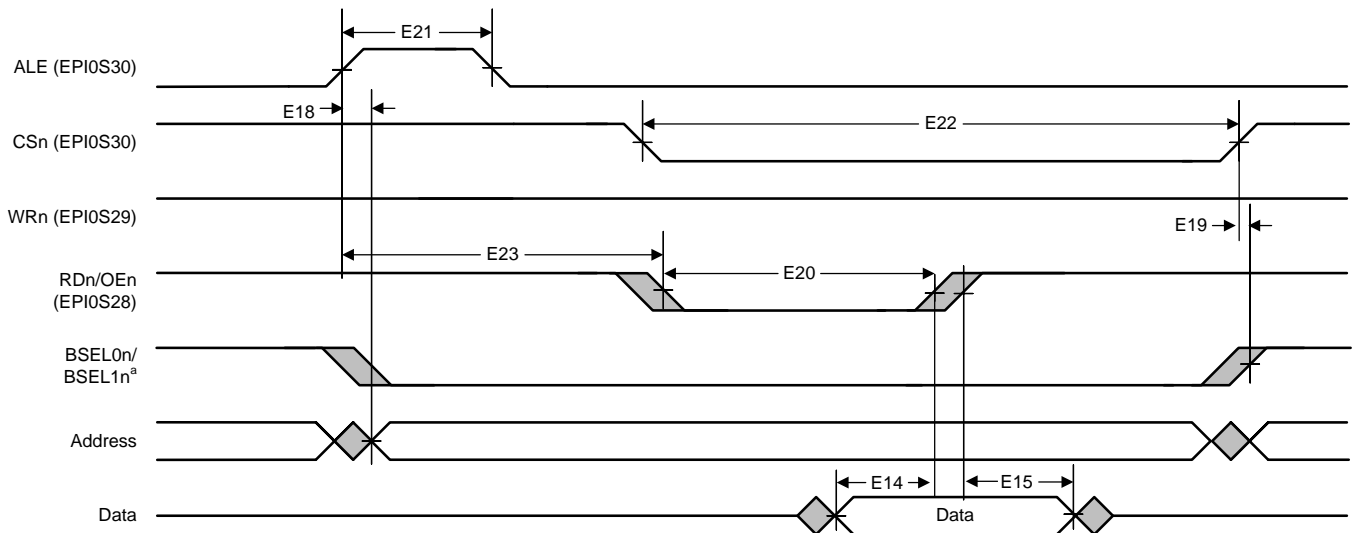 E21
ALE (EPI0S30)
E18
E22
CSn (EPI0S30)
WRn (EPI0S29)
E19
E23
E20
RDn/OEn
(EPI0S28)
BSEL0n/
BSEL1nᵃ
Address
E14
E15
Data
Data